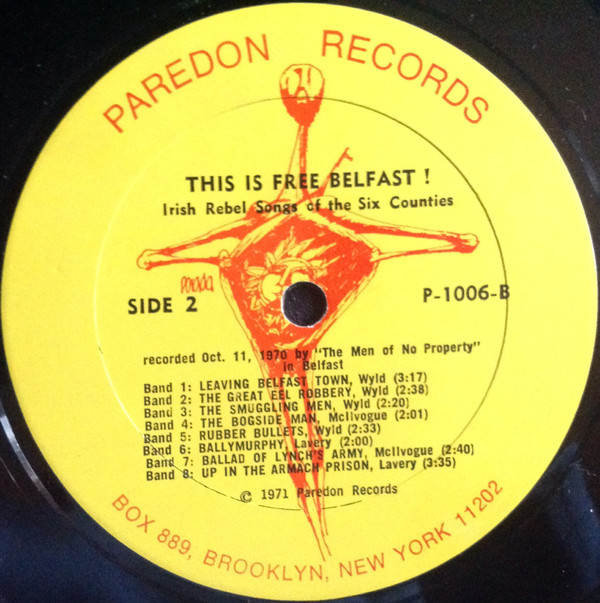 PAREDON RECORDS
THIS IS FREE BELFAST !
Irish Rebel Songs of the Six Counties
SIDE 2
P-1006-B
recorded Oct. 11, 1970 by "The Men of No Property"
in Belfast
Band 1: LEAVING BELFAST TOWN, Wyld (3:17)
Band 2: THE GREAT EEL ROBBERY, Wyld (2:38)
Band 3: THE SMUGGLING MEN, Wyld (2:20)
Band 4: THE BOGSIDE MAN, McIlvogue (2:01)
Band 5: RUBBER BULLETS, Wyld (2:33)
Band 6: BALLYMURPHY, Lavery (2:00)
Band 7: BALLAD OF LYNCH'S ARMY, McIlvogue (2:40)
Band 8: UP IN THE ARMACH PRISON, Lavery (3:35)
© 1971 Paredon Records
BOX 889, BROOKLYN, NEW YORK 11202